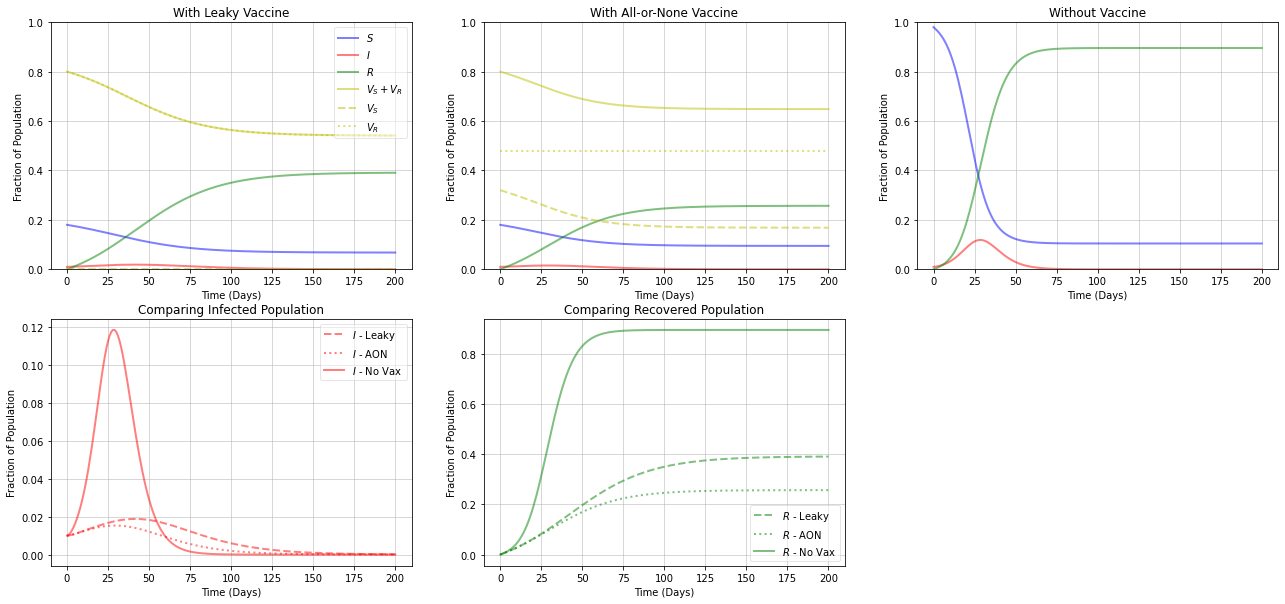 With Leaky Vaccine
Fraction of Population
1.0
0.8
0.6
0.4
0.2
0.0
0 25 50 75 100 125 150 175 200
Time (Days)
S
I
R
V_S + V_R
V_S
V_R
With All-or-None Vaccine
Fraction of Population
1.0
0.8
0.6
0.4
0.2
0.0
0 25 50 75 100 125 150 175 200
Time (Days)
Without Vaccine
Fraction of Population
1.0
0.8
0.6
0.4
0.2
0.0
0 25 50 75 100 125 150 175 200
Time (Days)
Comparing Infected Population
Fraction of Population
0.12
0.10
0.08
0.06
0.04
0.02
0.00
0 25 50 75 100 125 150 175 200
Time (Days)
I - Leaky
I - AON
I - No Vax
Comparing Recovered Population
Fraction of Population
0.8
0.6
0.4
0.2
0.0
0 25 50 75 100 125 150 175 200
Time (Days)
R - Leaky
R - AON
R - No Vax